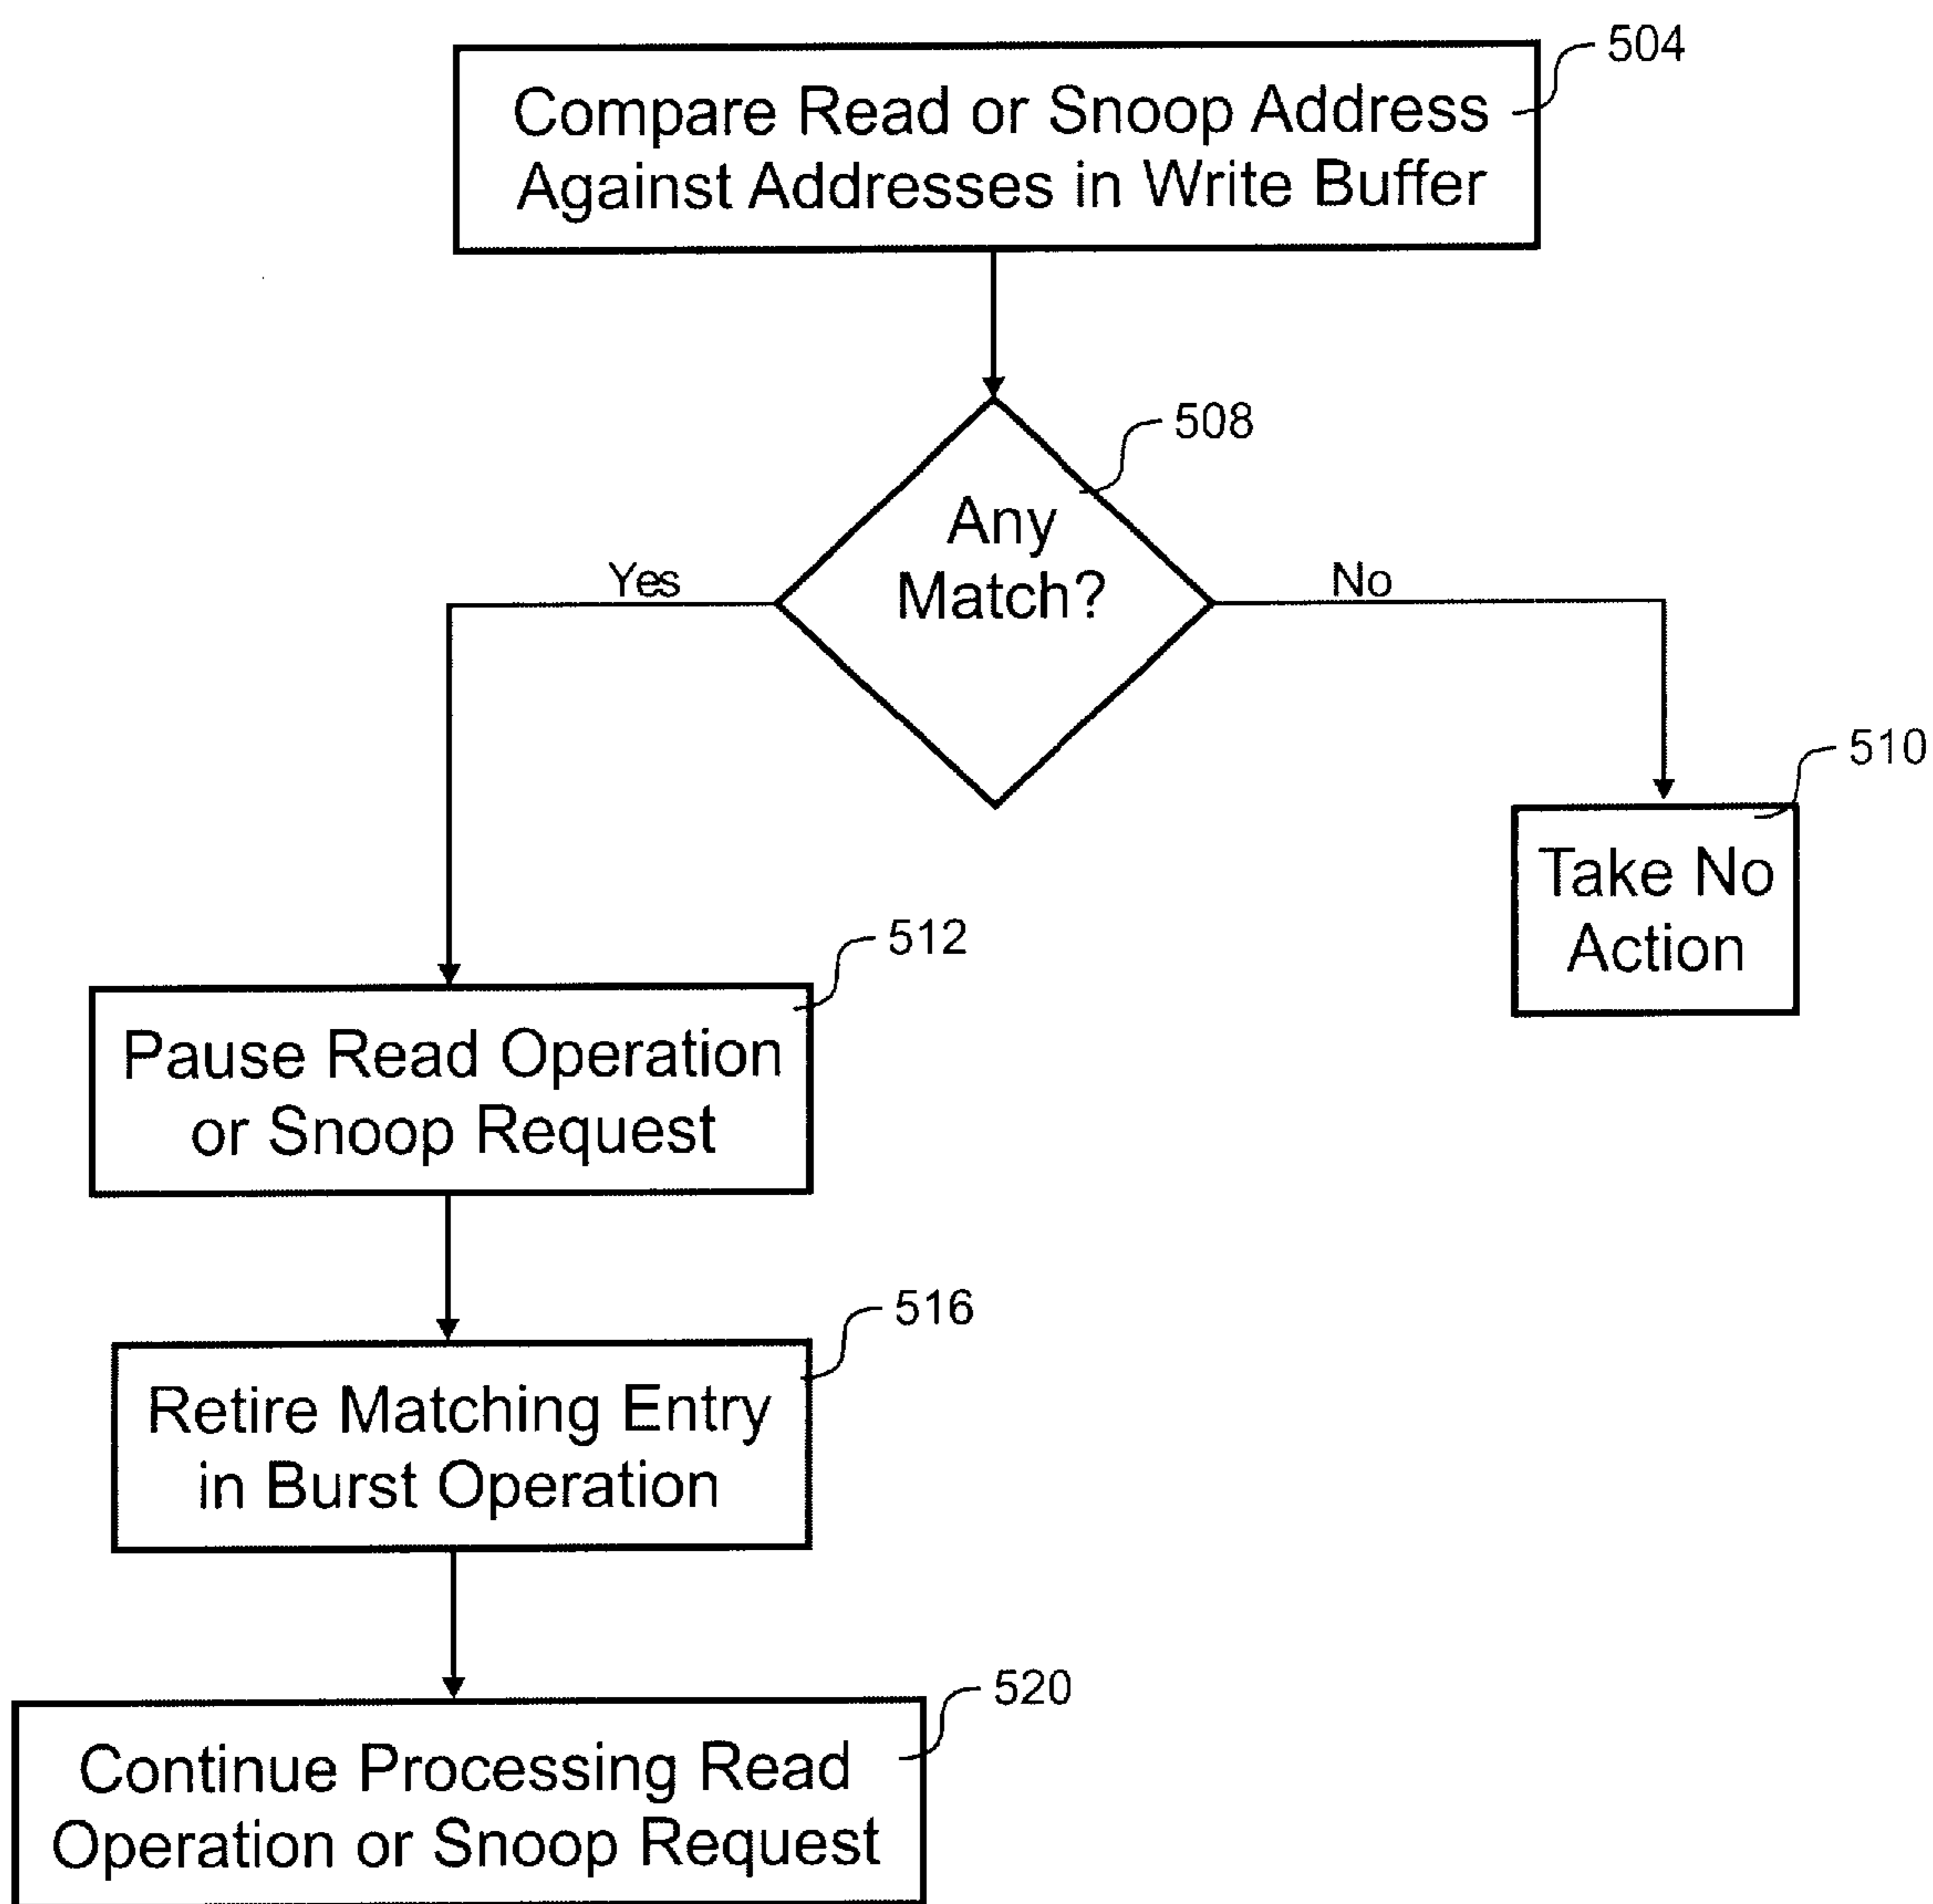 504
Compare Read or Snoop Address
Against Addresses in Write Buffer
508
Any
Match?
Yes
No
510
Take No
Action
512
Pause Read Operation
or Snoop Request
516
Retire Matching Entry
in Burst Operation
520
Continue Processing Read
Operation or Snoop Request